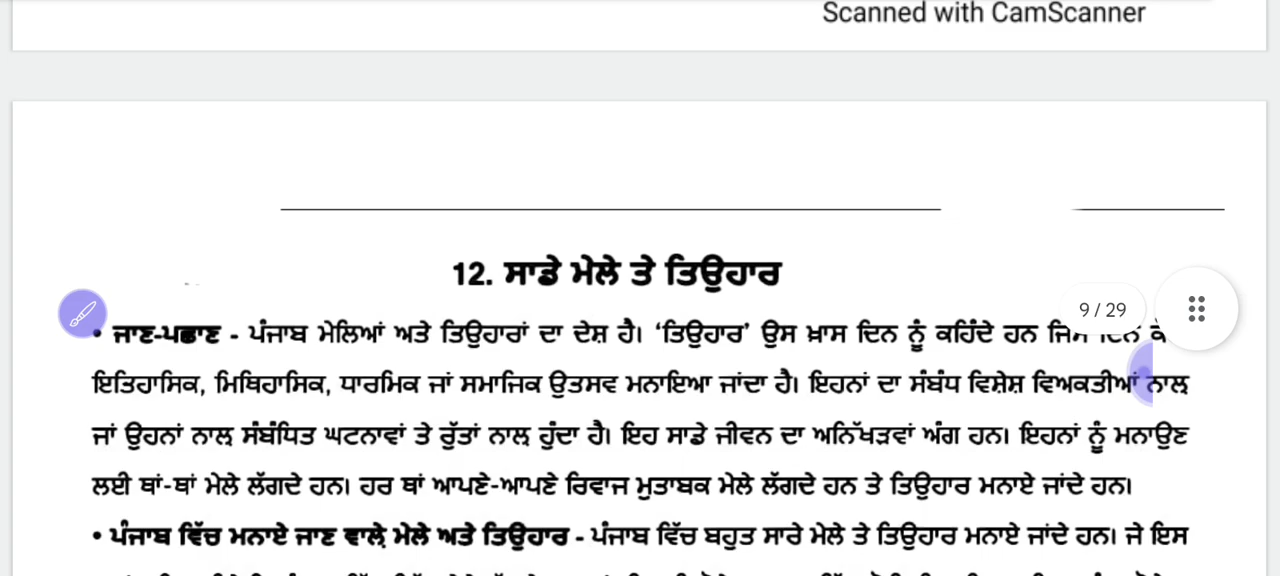 Scanned with CamScanner
12. ਸਾਡੇ ਮੇਲੇ ਤੇ ਤਿਉਹਾਰ
9 / 29
• ਜਾਣ-ਪਛਾਣ - ਪੰਜਾਬ ਮੇਲਿਆਂ ਅਤੇ ਤਿਉਹਾਰਾਂ ਦਾ ਦੇਸ਼ ਹੈ। ‘ਤਿਉਹਾਰ’ ਉਸ ਖ਼ਾਸ ਦਿਨ ਨੂੰ ਕਹਿੰਦੇ ਹਨ ਜਿਸ ਦਿਨ
ਇਤਿਹਾਸਿਕ, ਮਿਥਿਹਾਸਿਕ, ਧਾਰਮਿਕ ਜਾਂ ਸਮਾਜਿਕ ਉਤਸਵ ਮਨਾਇਆ ਜਾਂਦਾ ਹੈ। ਇਹਨਾਂ ਦਾ ਸੰਬੰਧ ਵਿਸ਼ੇਸ਼ ਵਿਅਕਤੀਆਂ ਨਾਲ਼
ਜਾਂ ਉਹਨਾਂ ਨਾਲ਼ ਸੰਬੰਧਿਤ ਘਟਨਾਵਾਂ ਤੇ ਰੁੱਤਾਂ ਨਾਲ਼ ਹੁੰਦਾ ਹੈ। ਇਹ ਸਾਡੇ ਜੀਵਨ ਦਾ ਅਨਿੱਖੜਵਾਂ ਅੰਗ ਹਨ। ਇਹਨਾਂ ਨੂੰ ਮਨਾਉਣ
ਲਈ ਥਾਂ-ਥਾਂ ਮੇਲੇ ਲੱਗਦੇ ਹਨ। ਹਰ ਥਾਂ ਆਪਣੇ-ਆਪਣੇ ਰਿਵਾਜ ਮੁਤਾਬਕ ਮੇਲੇ ਲੱਗਦੇ ਹਨ ਤੇ ਤਿਉਹਾਰ ਮਨਾਏ ਜਾਂਦੇ ਹਨ।
• ਪੰਜਾਬ ਵਿੱਚ ਮਨਾਏ ਜਾਣ ਵਾਲ਼ੇ ਮੇਲੇ ਅਤੇ ਤਿਉਹਾਰ - ਪੰਜਾਬ ਵਿੱਚ ਬਹੁਤ ਸਾਰੇ ਮੇਲੇ ਤੇ ਤਿਉਹਾਰ ਮਨਾਏ ਜਾਂਦੇ ਹਨ। ਜੇ ਇਸ